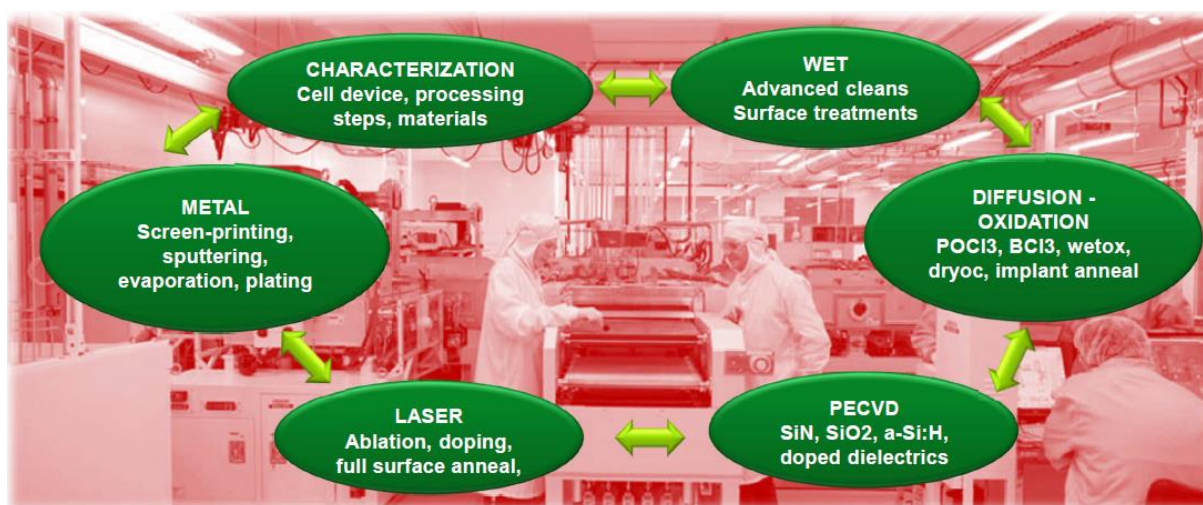 CHARACTERIZATION
Cell device, processing
steps, materials
WET
Advanced cleans
Surface treatments
METAL
Screen-printing,
sputtering,
evaporation, plating
DIFFUSION -
OXIDATION
POCl3, BCl3, wetox,
dryoc, implant anneal
LASER
Ablation, doping,
full surface anneal,
PECVD
SiN, SiO2, a-Si:H,
doped dielectrics